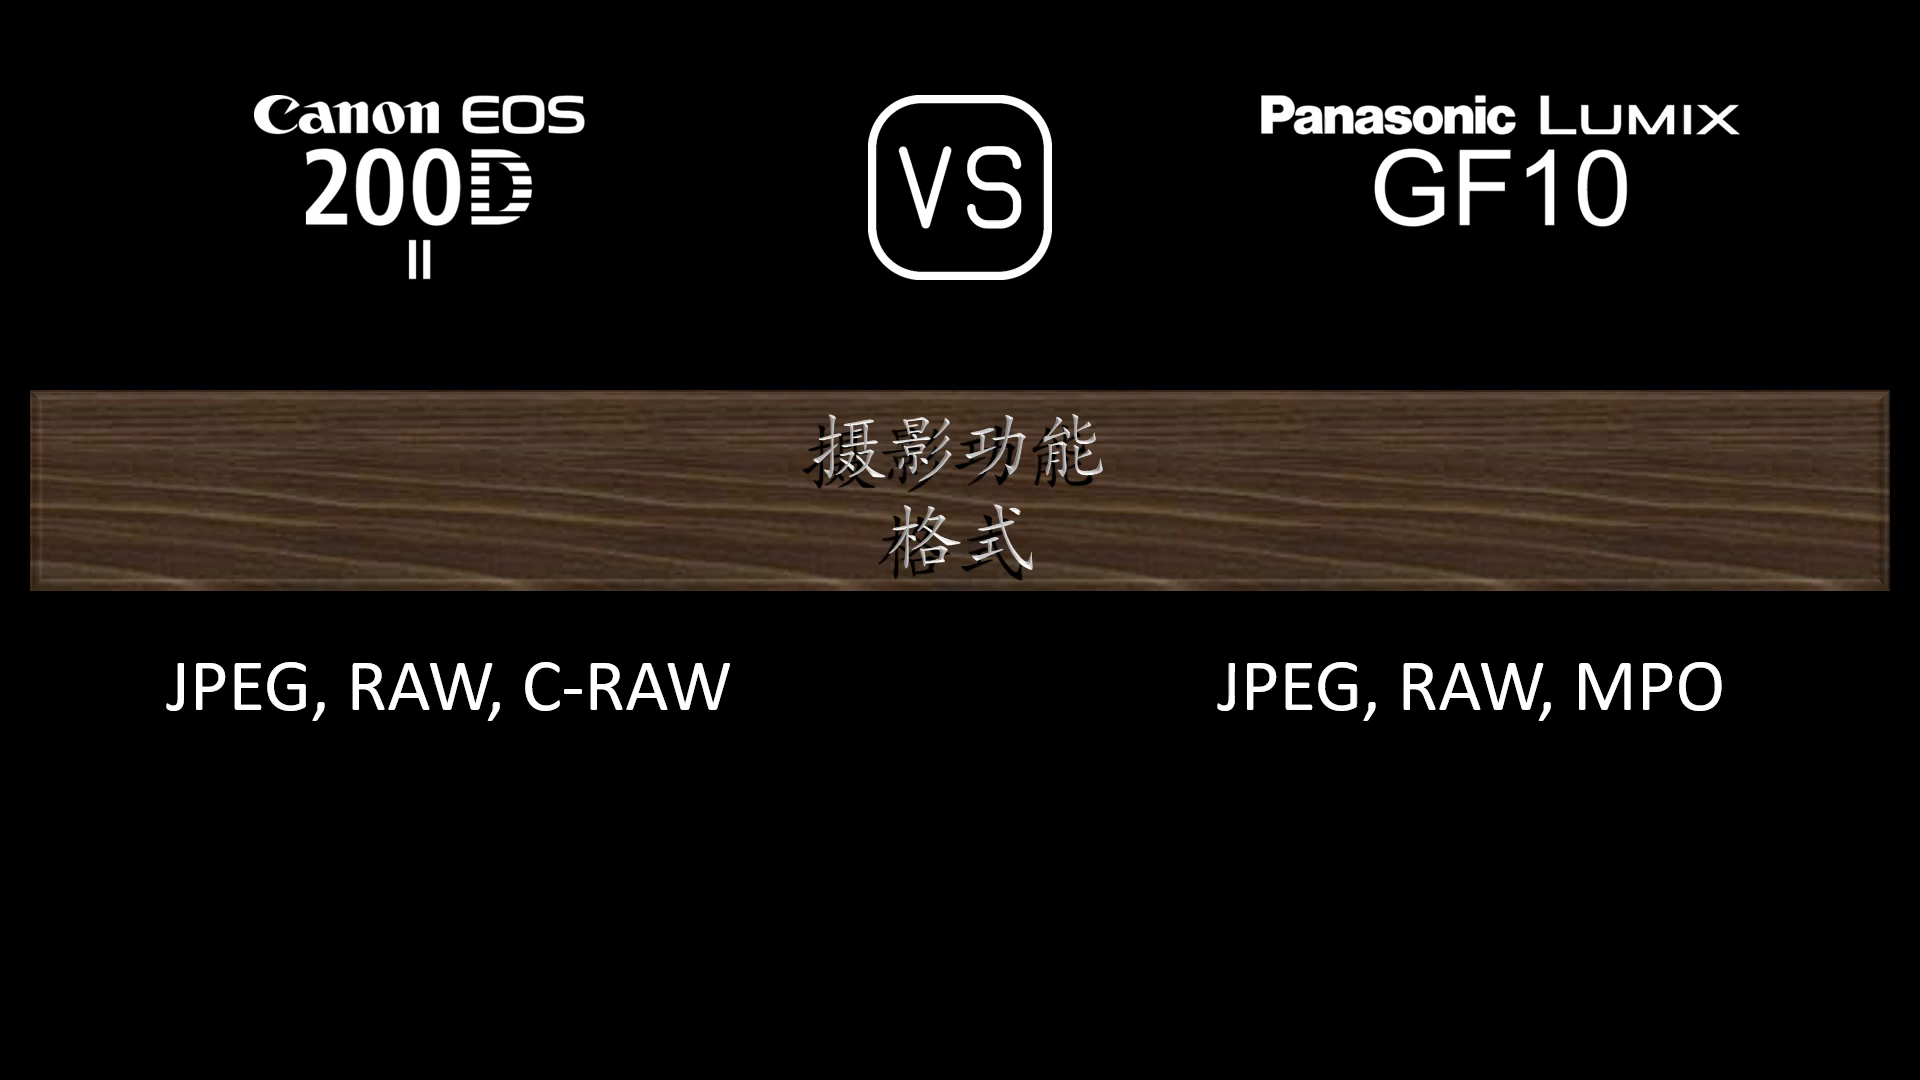 Canon EOS
200D
II
VS
Panasonic LUMIX
GF10
摄影功能
格式
JPEG, RAW, C-RAW
JPEG, RAW, MPO